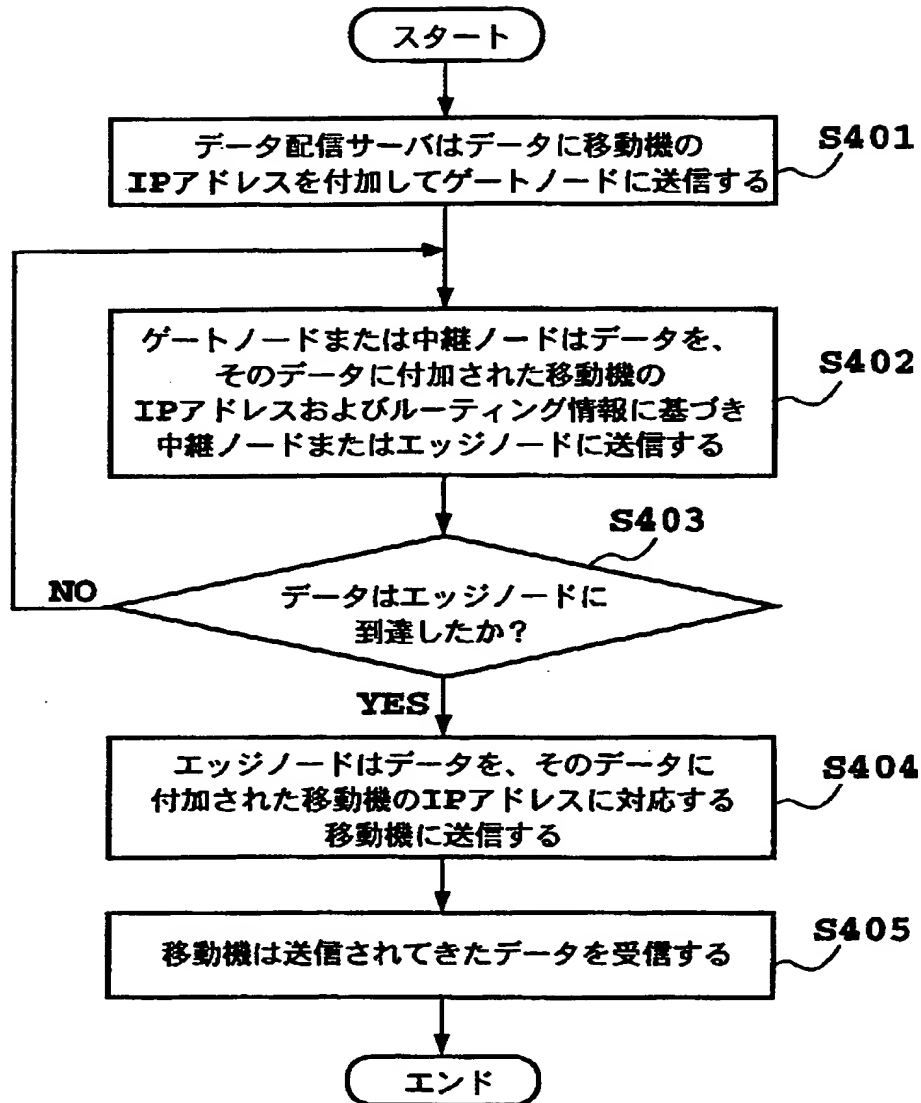 スタート
データ配信サーバはデータに移動機の
IPアドレスを付加してゲートノードに送信する
S401
ゲートノードまたは中継ノードはデータを、
そのデータに付加された移動機の
IPアドレスおよびルーティング情報に基づき
中継ノードまたはエッジノードに送信する
S402
S403
データはエッジノードに
到達したか？
NO
YES
エッジノードはデータを、そのデータに
付加された移動機のIPアドレスに対応する
移動機に送信する
S404
移動機は送信されてきたデータを受信する
S405
エンド